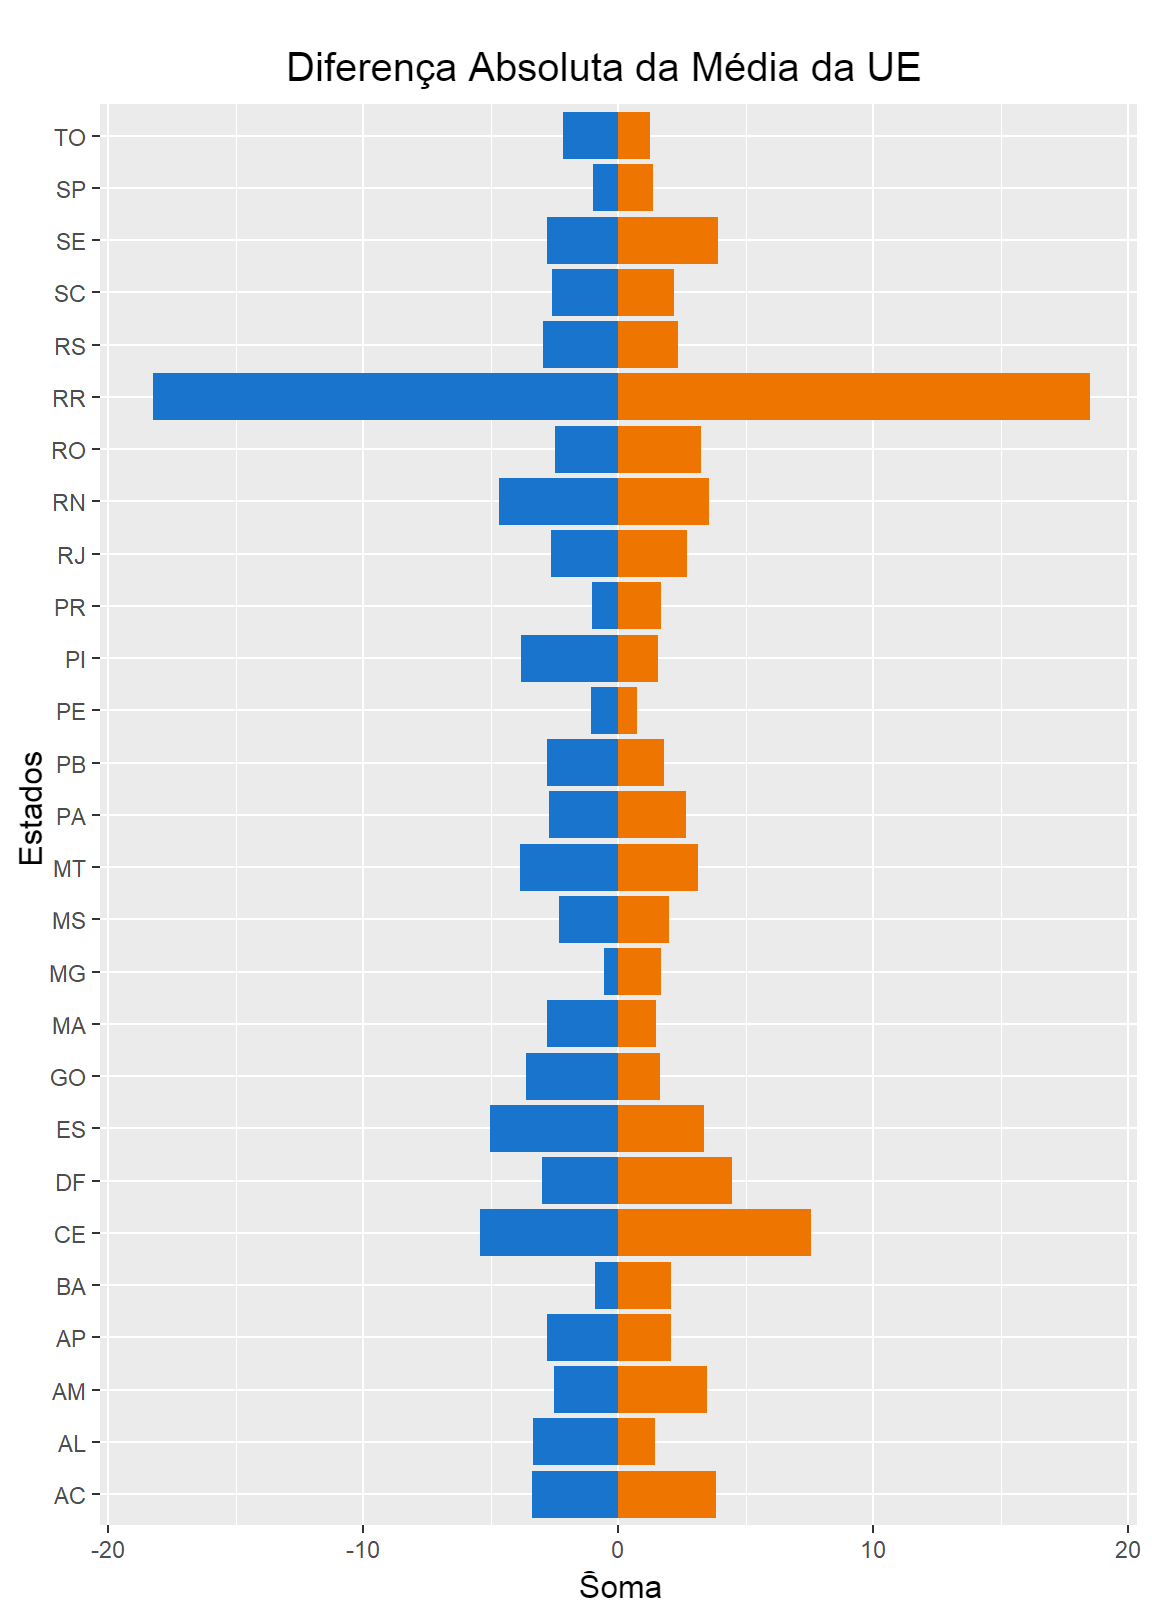 Diferença Absoluta da Média da UE
TO
SP
SE
SC
RS
RR
RO
RN
RJ
PR
PI
PE
PB
PA
MT
MS
MG
MA
GO
ES
DF
CE
BA
AP
AM
AL
AC
Estados
-20 -10 0 10 20
Soma